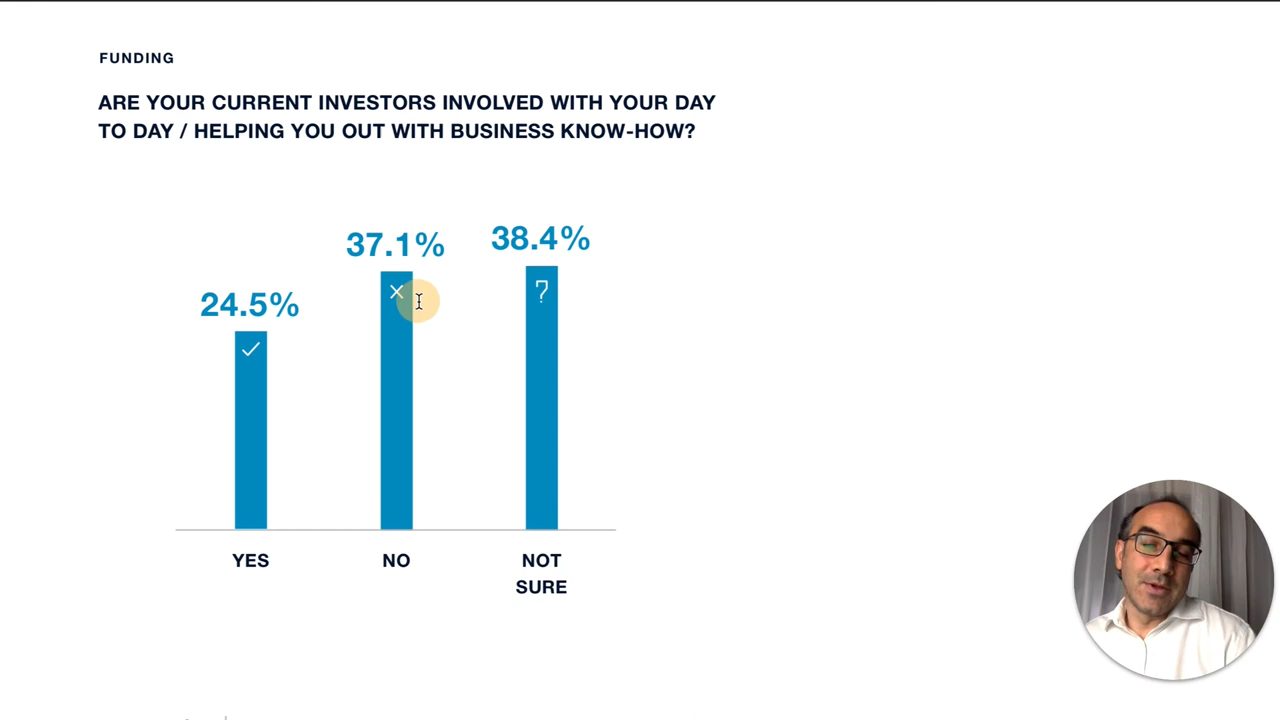 FUNDING
ARE YOUR CURRENT INVESTORS INVOLVED WITH YOUR DAY
TO DAY / HELPING YOU OUT WITH BUSINESS KNOW-HOW?
24.5%
37.1%
38.4%
?
YES
NO
NOT
SURE